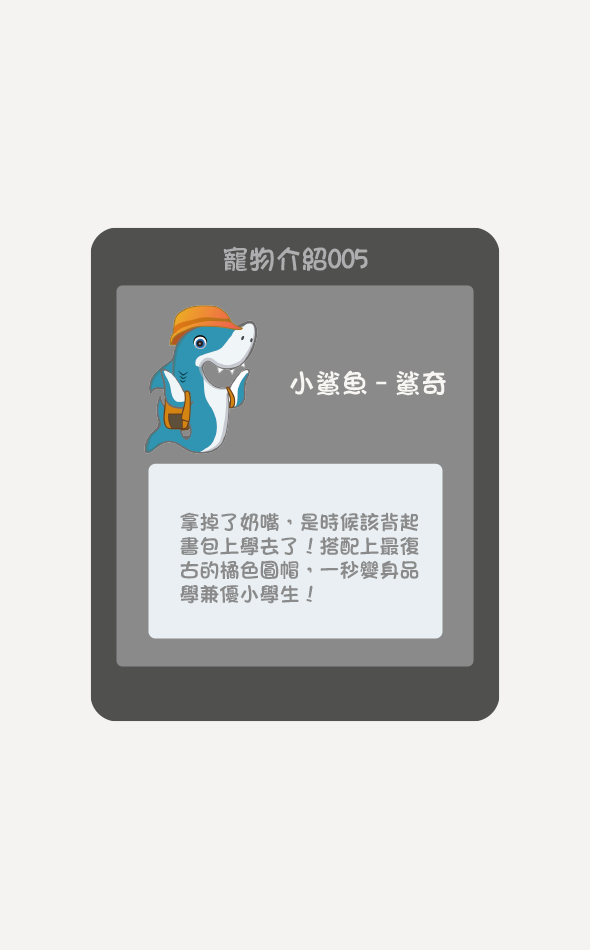 寵物介紹005
小鯊魚-鯊奇
拿掉了奶嘴，是時候該背起
書包上學去了！搭配上最復
古的橘色圓帽，一秒變身品
學兼優小學生！